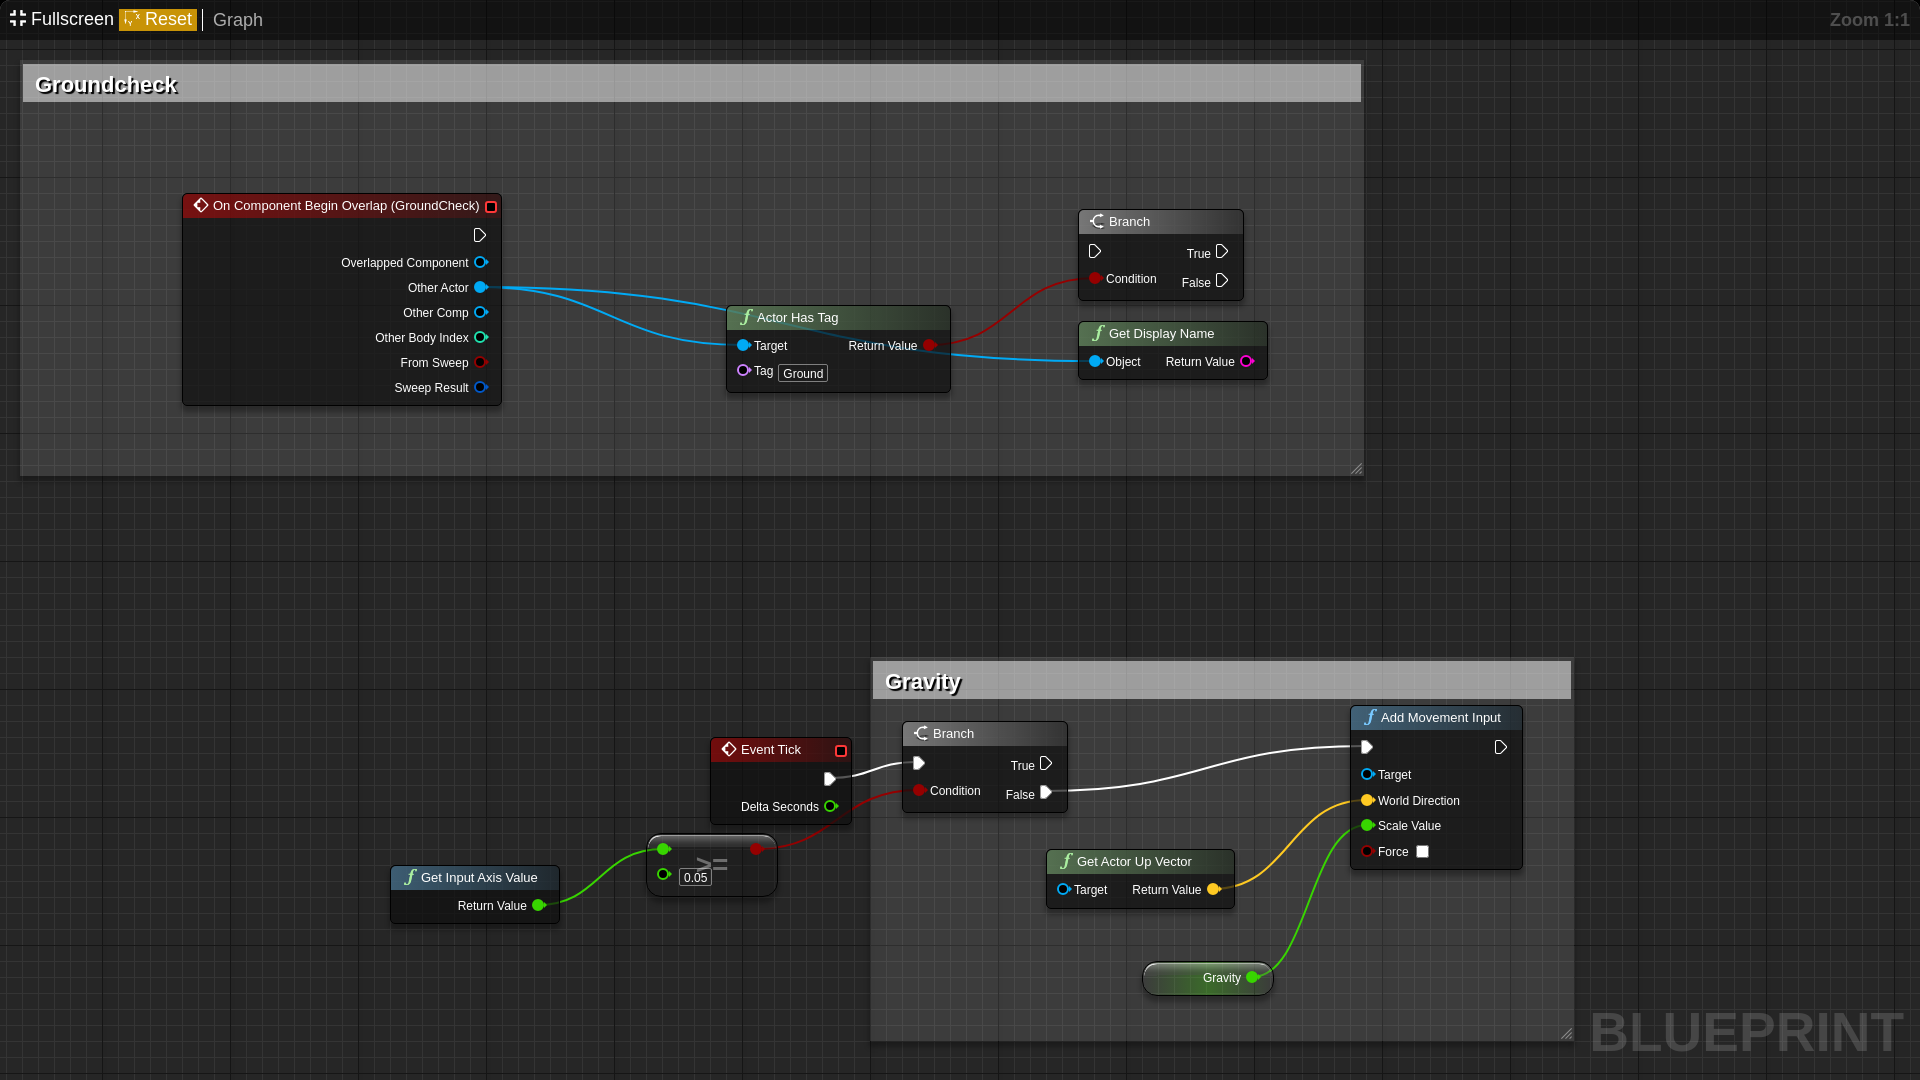 Fullscreen Reset Graph Zoom 1:1
Groundcheck
On Component Begin Overlap (GroundCheck)
Overlapped Component
Other Actor
Other Comp
Other Body Index
From Sweep
Sweep Result
Actor Has Tag
Target Return Value
Tag Ground
Branch
True
Condition False
Get Display Name
Object Return Value
Gravity
Event Tick
Delta Seconds
Branch
True
Condition False
Add Movement Input
Target
World Direction
Scale Value
Force
>=
0.05
Get Input Axis Value
Return Value
Get Actor Up Vector
Target Return Value
Gravity
BLUEPRINT